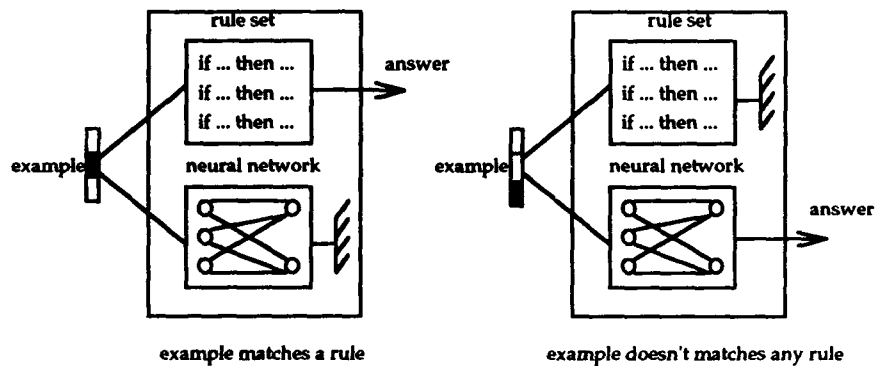 rule set
if ... then ...
if ... then ...
if ... then ...
answer
example
neural network
example matches a rule
rule set
if ... then ...
if ... then ...
if ... then ...
example
neural network
answer
example doesn't matches any rule